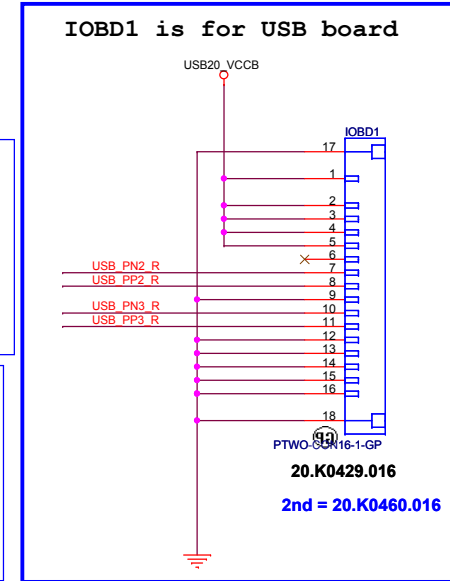 IOBD1 is for USB board
USB20_VCCB
IOBD1
17
1
2
3
4
5
6
USB_PN2_R
7
USB_PP2_R
8
9
USB_PN3_R
10
USB_PP3_R
11
12
13
14
15
16
18
PTWO-CON16-1-GP
20.K0429.016
2nd = 20.K0460.016